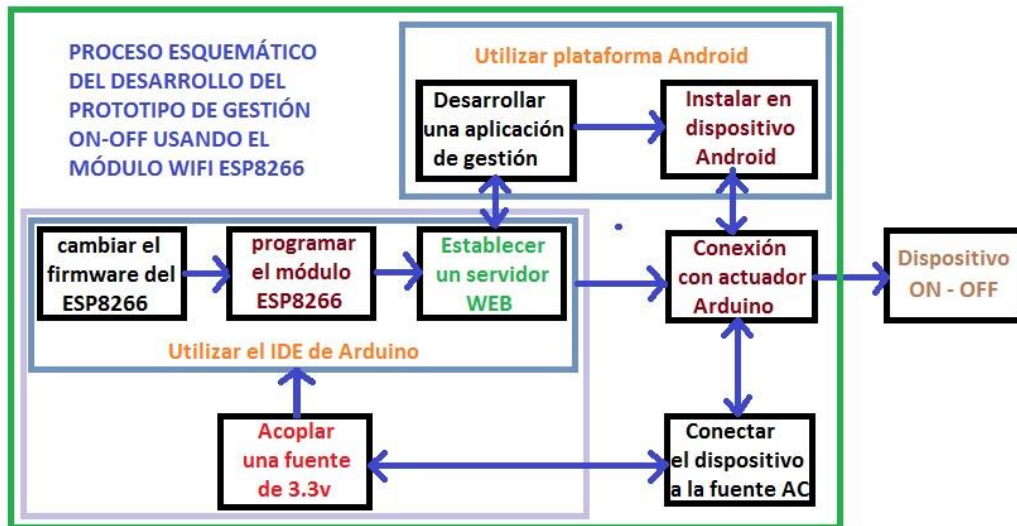 PROCESO ESQUEMÁTICO
DEL DESARROLLO DEL
PROTOTIPO DE GESTIÓN
ON-OFF USANDO EL
MÓDULO WIFI ESP8266
Utilizar plataforma Android
Desarrollar
una aplicación
de gestión
Instalar en
dispositivo
Android
cambiar el
firmware del
ESP8266
programar
el módulo
ESP8266
Establecer
un servidor
WEB
Conexión
con actuador
Arduino
Dispositivo
ON - OFF
Utilizar el IDE de Arduino
Acoplar
una fuente
de 3.3v
Conectar
el dispositivo
a la fuente AC